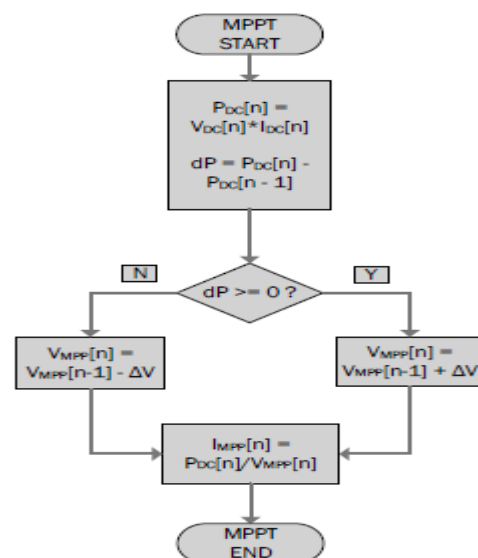 MPPT
START
PDC[n] =
VDC[n]*IDC[n]
dP = PDC[n] -
PDC[n - 1]
N
Y
dP >= 0 ?
VMPP[n] =
VMPP[n-1] - ΔV
VMPP[n] =
VMPP[n-1] + ΔV
IMPP[n] =
PDC[n]/VMPP[n]
MPPT
END